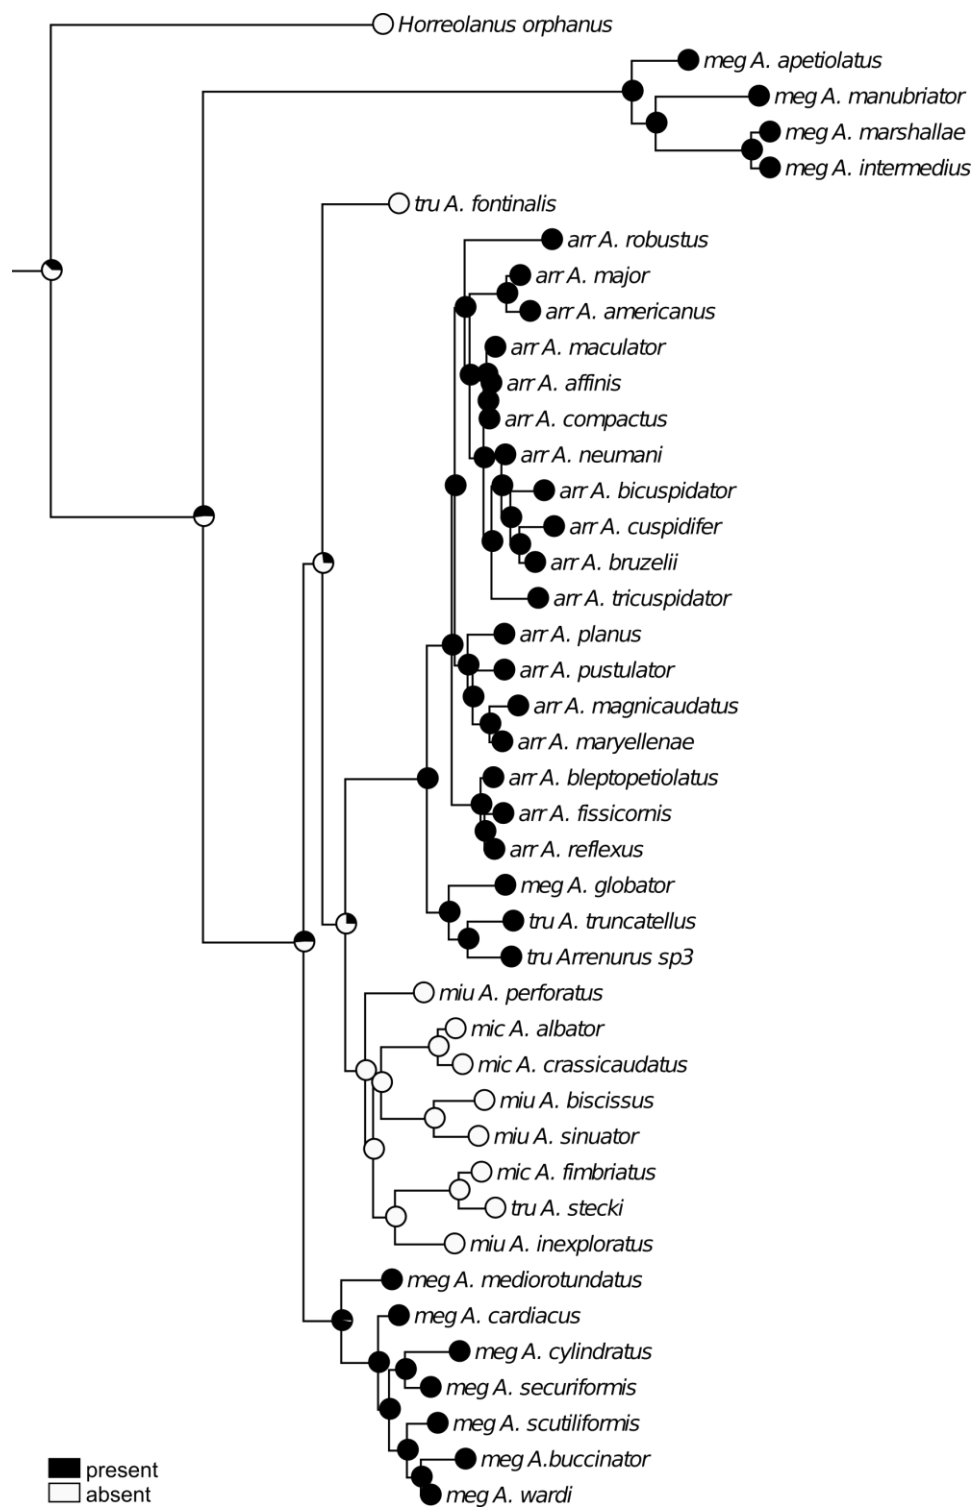 Horreolanus orphanus
meg A. apetiolatus
meg A. manubriator
meg A. marshallae
meg A. intermedius
tru A. fontinalis
arr A. robustus
arr A. major
arr A. americanus
arr A. maculator
arr A. affinis
arr A. compactus
arr A. neumani
arr A. bicuspidator
arr A. cuspidifer
arr A. bruzelii
arr A. tricuspidator
arr A. planus
arr A. pustulator
arr A. magnicaudatus
arr A. maryellenae
arr A. bleptopetiolatus
arr A. fissicornis
arr A. reflexus
meg A. globator
tru A. truncatellus
tru Arrenurus sp3
miu A. perforatus
mic A. albator
mic A. crassicaudatus
miu A. biscissus
miu A. sinuator
mic A. fimbriatus
tru A. stecki
miu A. inexploratus
meg A. mediorotundatus
meg A. cardiacus
meg A. cylindratus
meg A. securiformis
meg A. scutiliformis
meg A.buccinator
meg A. wardi
present
absent